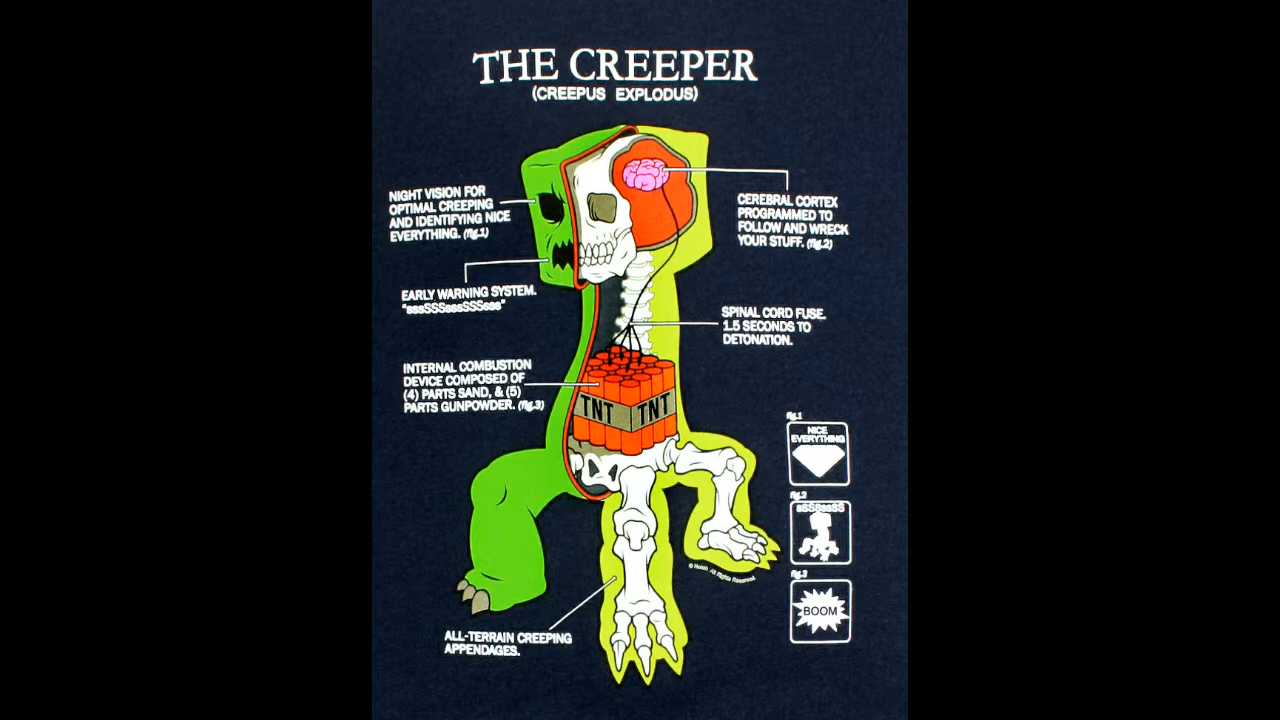 THE CREEPER
(CREEPUS EXPLODUS)
NIGHT VISION FOR
OPTIMAL CREEPING
AND IDENTIFYING NICE
EVERYTHING. (fig.1)
CEREBRAL CORTEX
PROGRAMMED TO
FOLLOW AND WRECK
YOUR STUFF. (fig.2)
EARLY WARNING SYSTEM.
"sssSSSsssSSSsss"
SPINAL CORD FUSE.
1.5 SECONDS TO
DETONATION.
INTERNAL COMBUSTION
DEVICE COMPOSED OF
(4) PARTS SAND, & (5)
PARTS GUNPOWDER. (fig.3)
TNT TNT
fig.1
NICE
EVERYTHING
fig.2
sSSSssSS
fig.3
BOOM
All Rights Reserved
ALL-TERRAIN CREEPING
APPENDAGES.